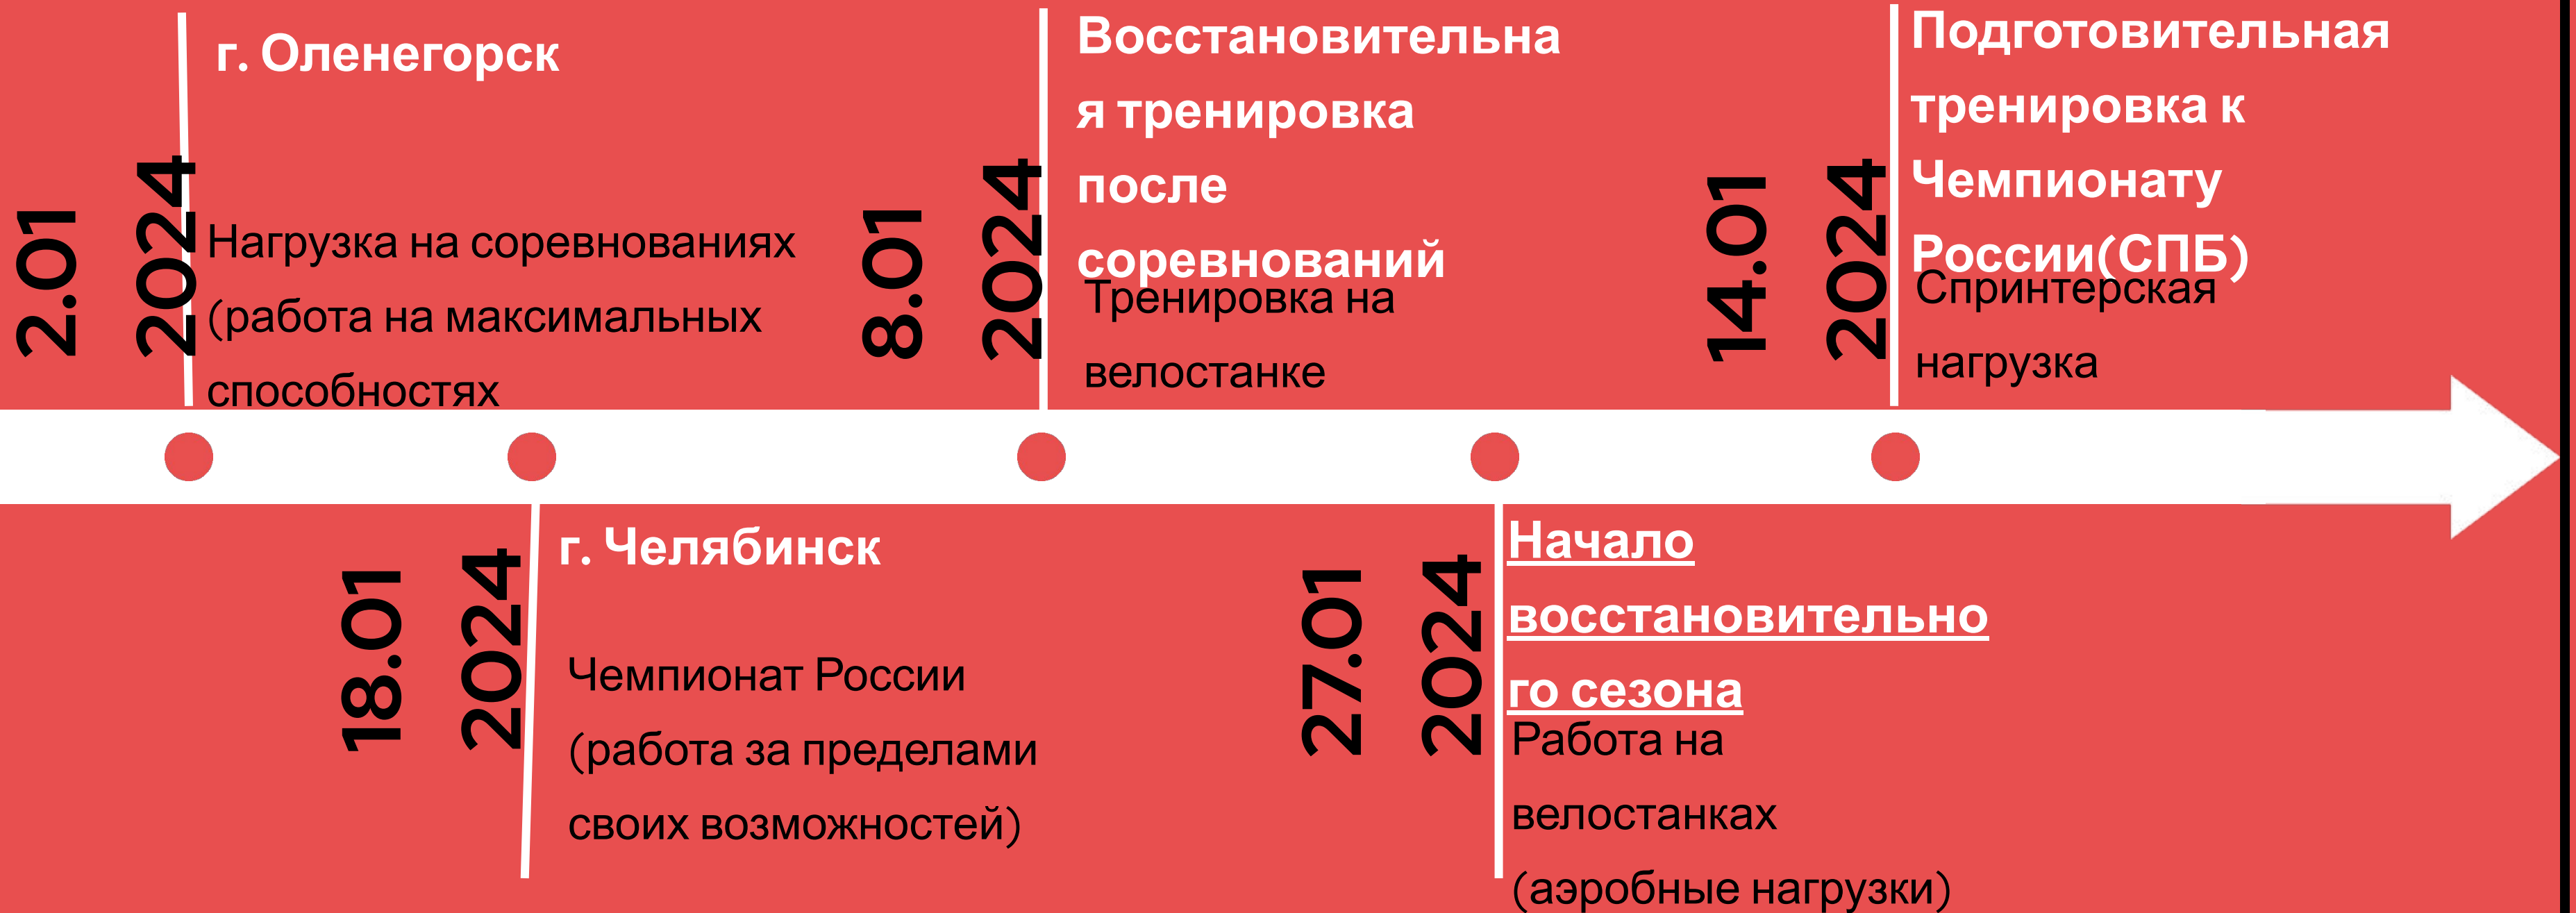 2.01
2024
г. Оленегорск
Нагрузка на соревнованиях
(работа на максимальных
способностях
8.01
2024
Восстановительна
я тренировка
после
соревнований
Тренировка на
велостанке
14.01
2024
Подготовительная
тренировка к
Чемпионату
России(СПБ)
Спринтерская
нагрузка
18.01
2024
г. Челябинск
Чемпионат России
(работа за пределами
своих возможностей)
27.01
2024
Начало
восстановительно
го сезона
Работа на
велостанках
(аэробные нагрузки)